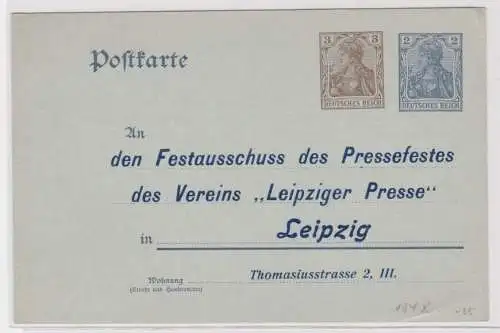 Postkarte
3 3
DEUTSCHES REICH
2 2
DEUTSCHES REICH
An
den Festausschuss des Pressefestes
des Vereins „Leipziger Presse“
in Leipzig
Wohnung Thomasiusstrasse 2, III.
(Straße und Hausnummer)